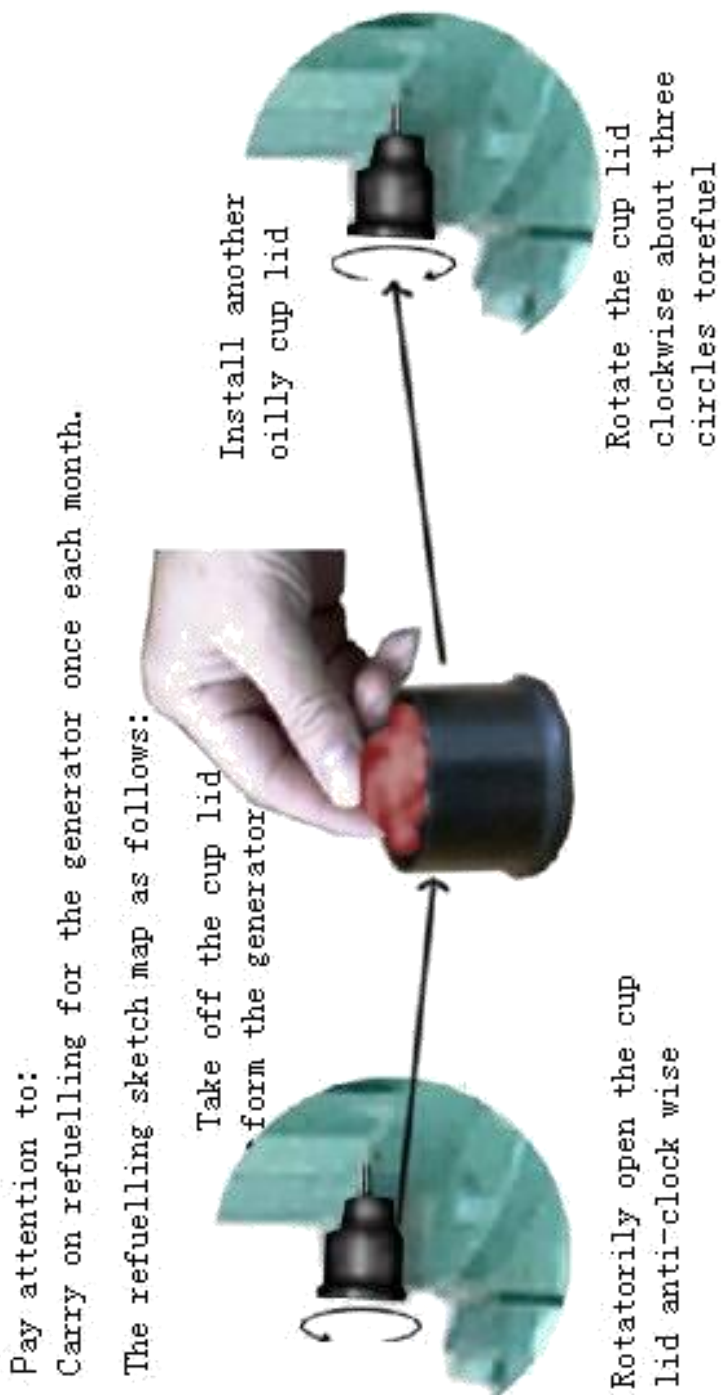 Pay attention to:
Carry on refuelling for the generator once each month.
The refuelling sketch map as follows:
Take off the cup lid
form the generator
Install another
oilly cup lid
Rotatorily open the cup
lid anti-clock wise
Rotate the cup lid
clockwise about three
circles torefuel